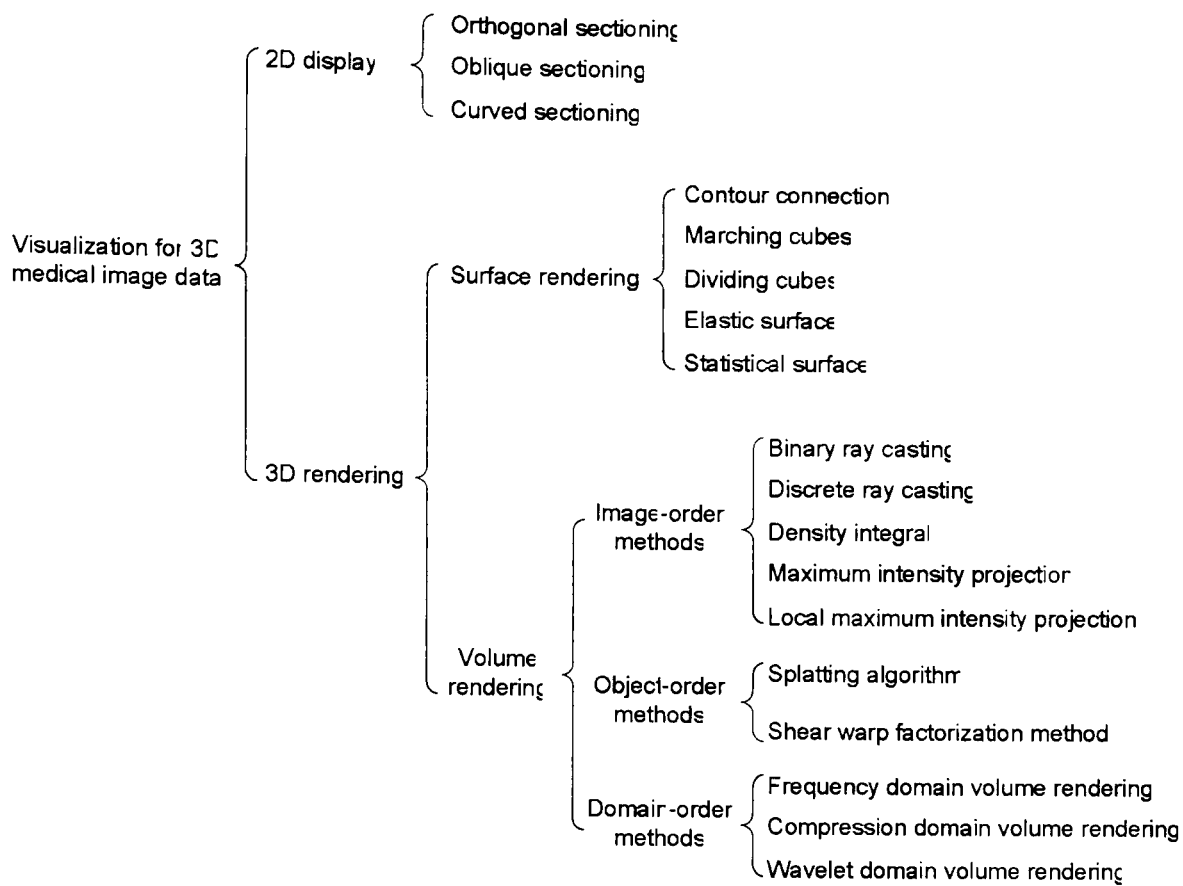 Visualization for 3D
medical image data
2D display
Orthogonal sectioning
Oblique sectioning
Curved sectioning
3D rendering
Surface rendering
Contour connection
Marching cubes
Dividing cubes
Elastic surface
Statistical surface
Volume
rendering
Image-order
methods
Binary ray casting
Discrete ray casting
Density integral
Maximum intensity projection
Local maximum intensity projection
Object-order
methods
Splatting algorithm
Shear warp factorization method
Domain-order
methods
Frequency domain volume rendering
Compression domain volume rendering
Wavelet domain volume rendering